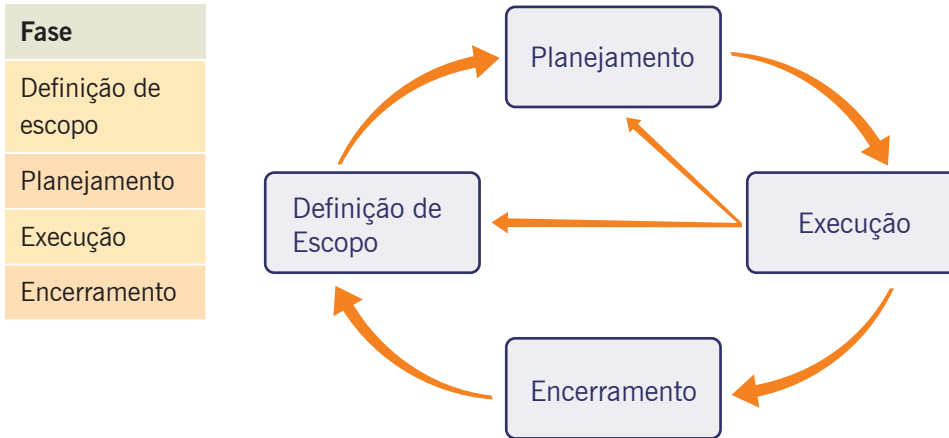 Fase
Definição de
escopo
Planejamento
Execução
Encerramento
Planejamento
Definição de
Escopo
Execução
Encerramento